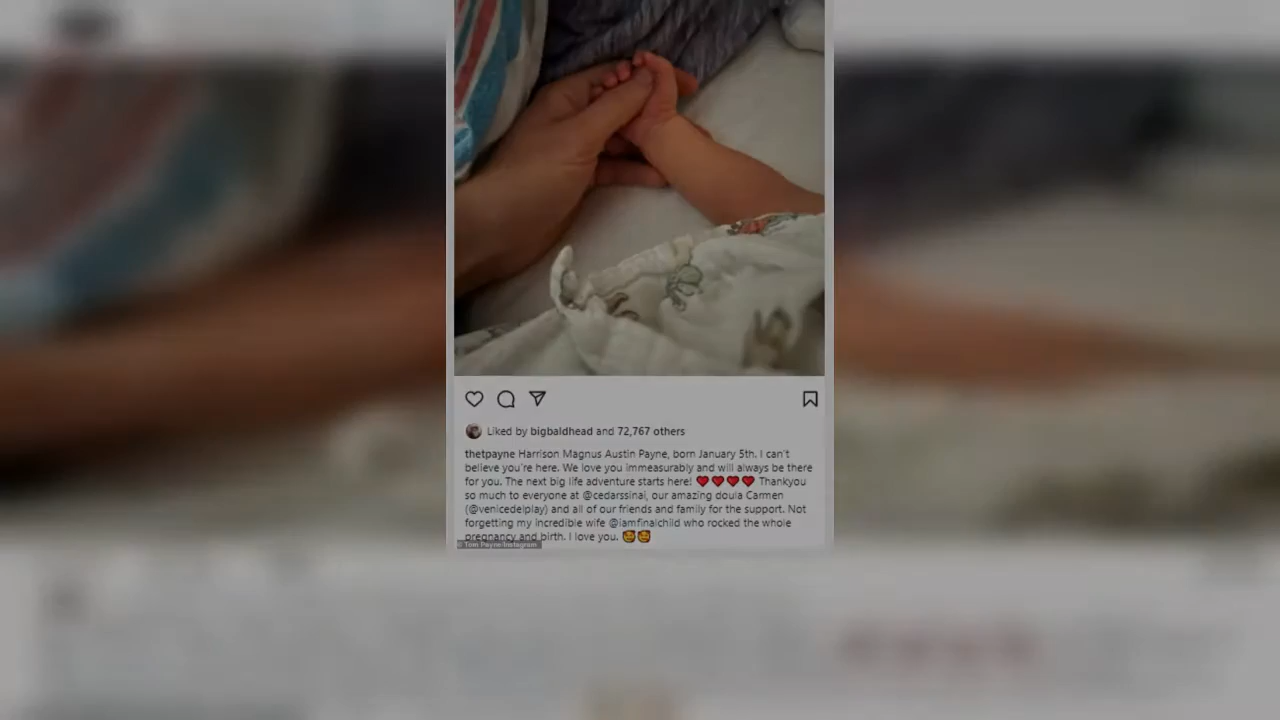 Liked by bigbaldhead and 72,767 others
thetpayne Harrison Magnus Austin Payne, born January 5th. I can't
believe you're here. We love you immeasurably and will always be there
for you. The next big life adventure starts here! ❤❤❤❤ Thankyou
so much to everyone at @cedarssinai, our amazing doula Carmen
(@venicedelplay) and all of our friends and family for the support. Not
forgetting my incredible wife @iamfinalchild who rocked the whole
pregnancy and birth. I love you. 🥰🥰
© Tom Payne/Instagram